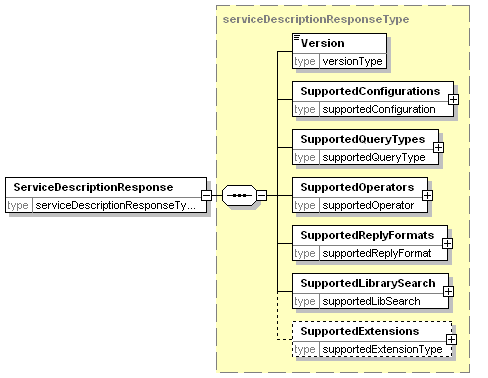 serviceDescriptionResponseType
Version
type versionType
SupportedConfigurations
type supportedConfiguration
SupportedQueryTypes
type supportedQueryType
ServiceDescriptionResponse
type serviceDescriptionResponseTy...
SupportedOperators
type supportedOperator
SupportedReplyFormats
type supportedReplyFormat
SupportedLibrarySearch
type supportedLibSearch
SupportedExtensions
type supportedExtensionType